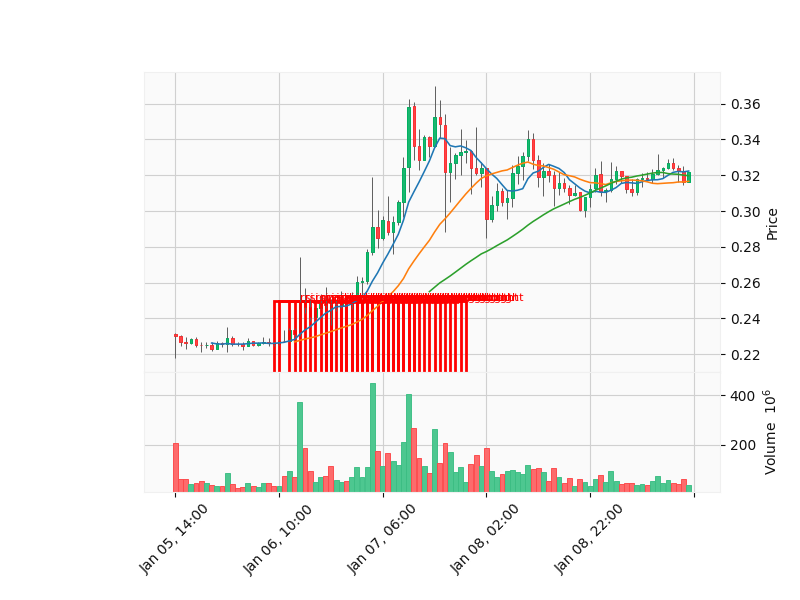 0.36
0.34
0.32
0.30
0.28
0.26
0.24
0.22
Price
400
200
Volume 10⁶
Jan 05, 14:00
Jan 06, 10:00
Jan 07, 06:00
Jan 08, 02:00
Jan 08, 22:00